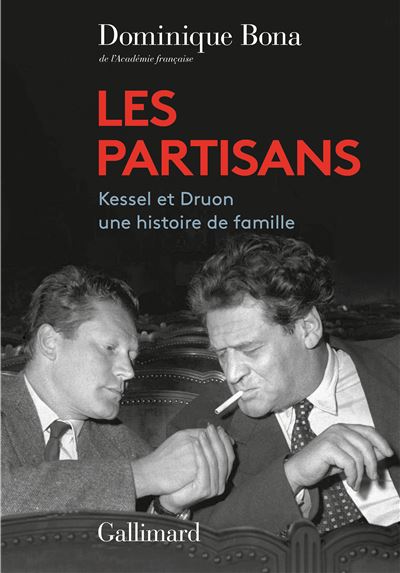 Dominique Bona
de l'Académie française
LES
PARTISANS
Kessel et Druon
une histoire de famille
Gallimard